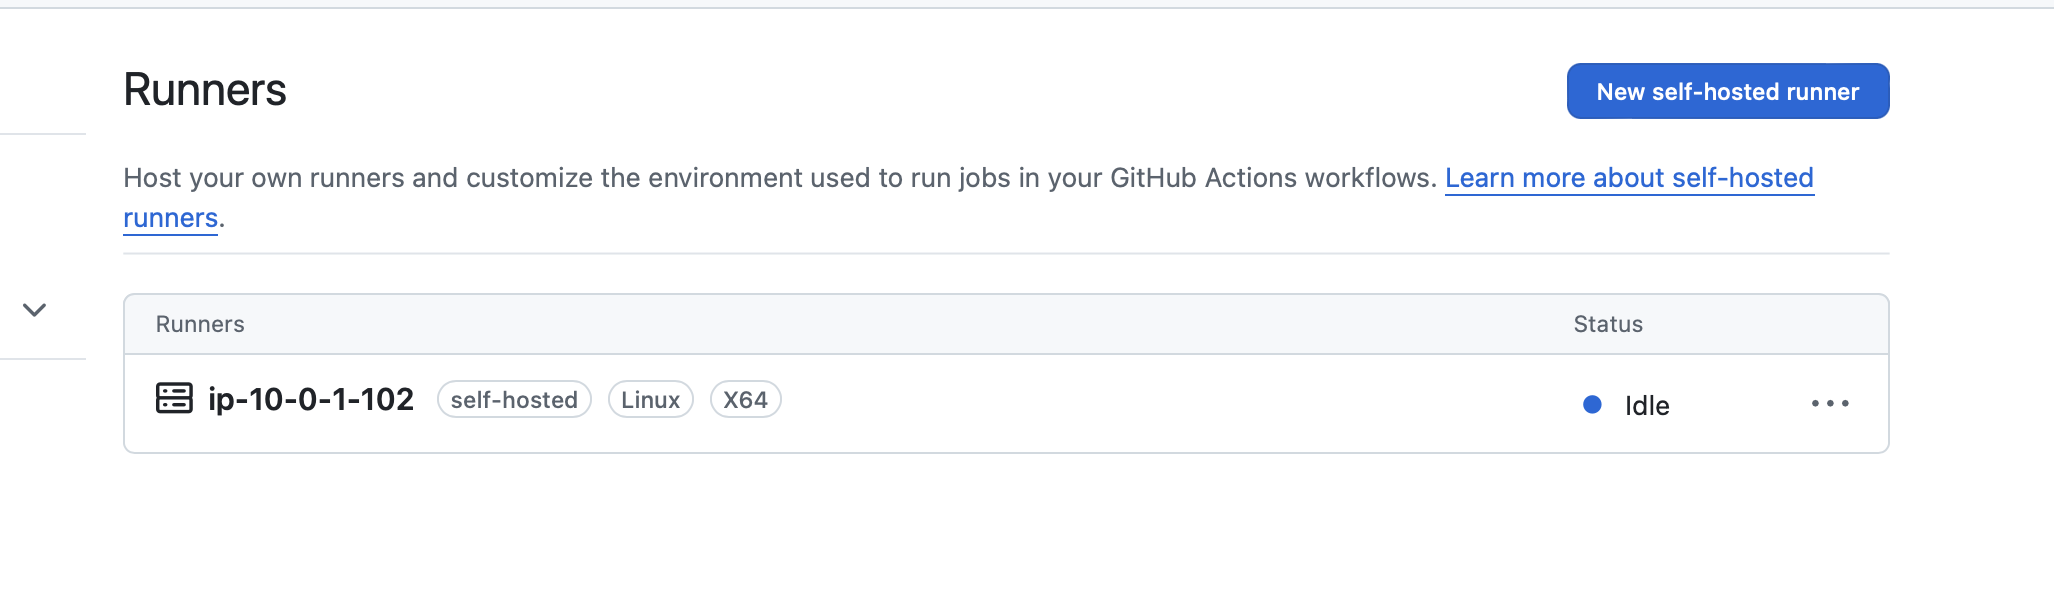 Runners
New self-hosted runner
Host your own runners and customize the environment used to run jobs in your GitHub Actions workflows. Learn more about self-hosted
runners.
Runners
Status
ip-10-0-1-102
self-hosted
Linux
X64
Idle